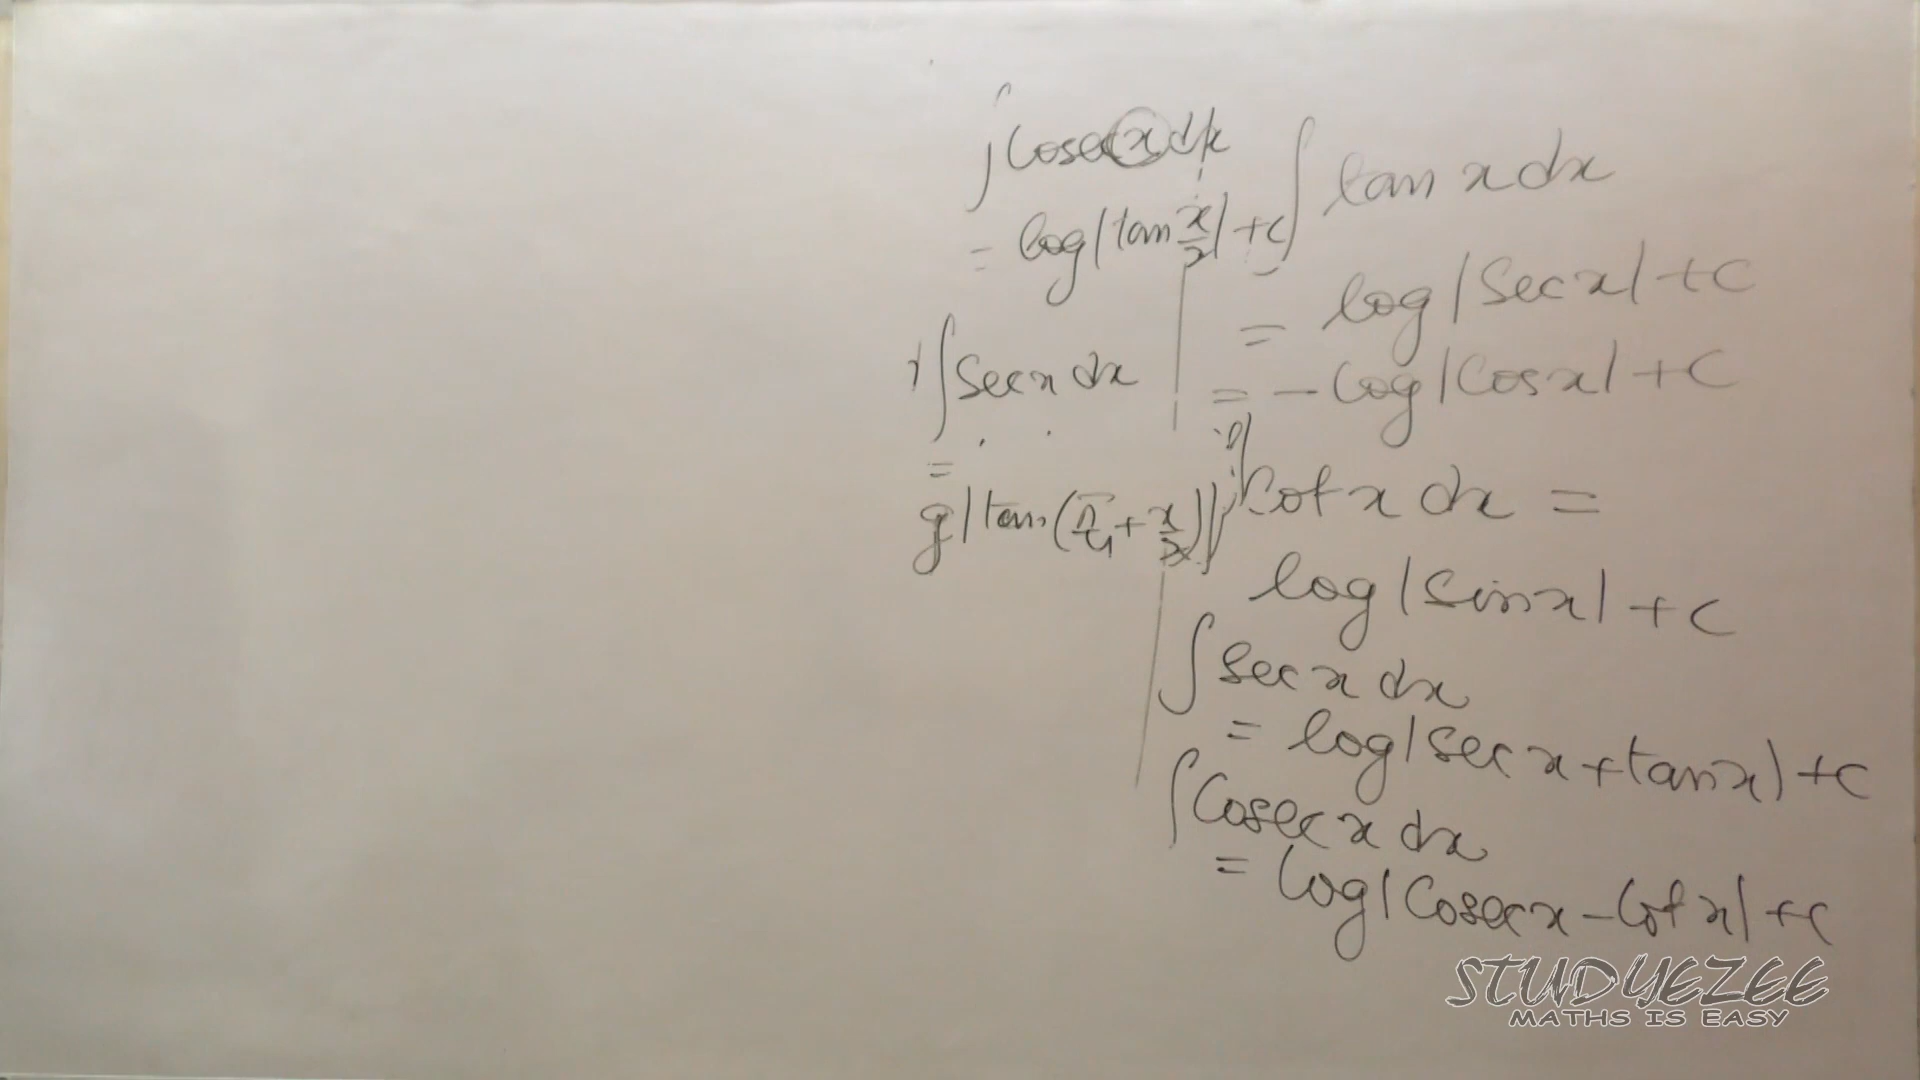 ∫ Cosec x dx
= log|tan x/2| + c
∫ Sec x dx
=
g|tan(π/4 + x/2)|
∫ tan x dx
= log|Sec x| + c
= - log|Cos x| + c
∫ Cot x dx =
log|Sin x| + c
∫ Sec x dx
= log|Sec x + tan x| + c
∫ Cosec x dx
= log|Cosec x - Cot x| + c
STUDYEZEE
MATHS IS EASY